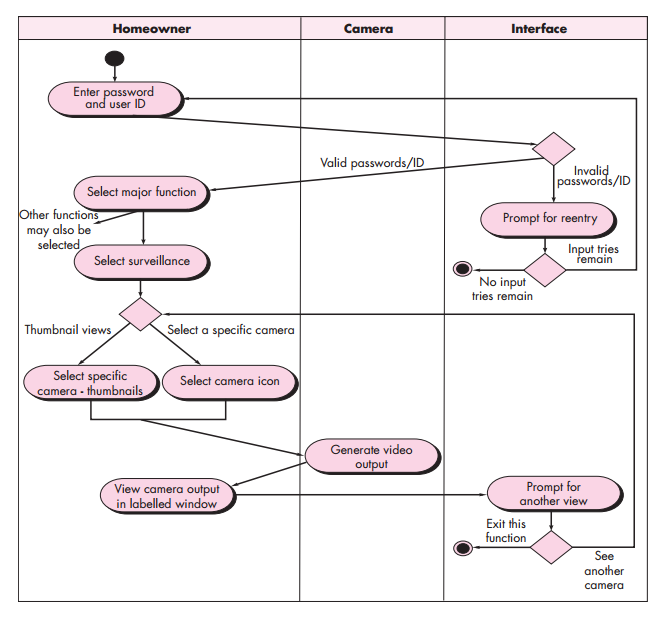 Homeowner
Camera
Interface
Enter password
and user ID
Valid passwords/ID
Invalid
passwords/ID
Select major function
Prompt for reentry
Other functions
may also be
selected
Input tries
remain
Select surveillance
No input
tries remain
Thumbnail views
Select a specific camera
Select specific
camera - thumbnails
Select camera icon
Generate video
output
View camera output
in labelled window
Prompt for
another view
Exit this
function
See
another
camera